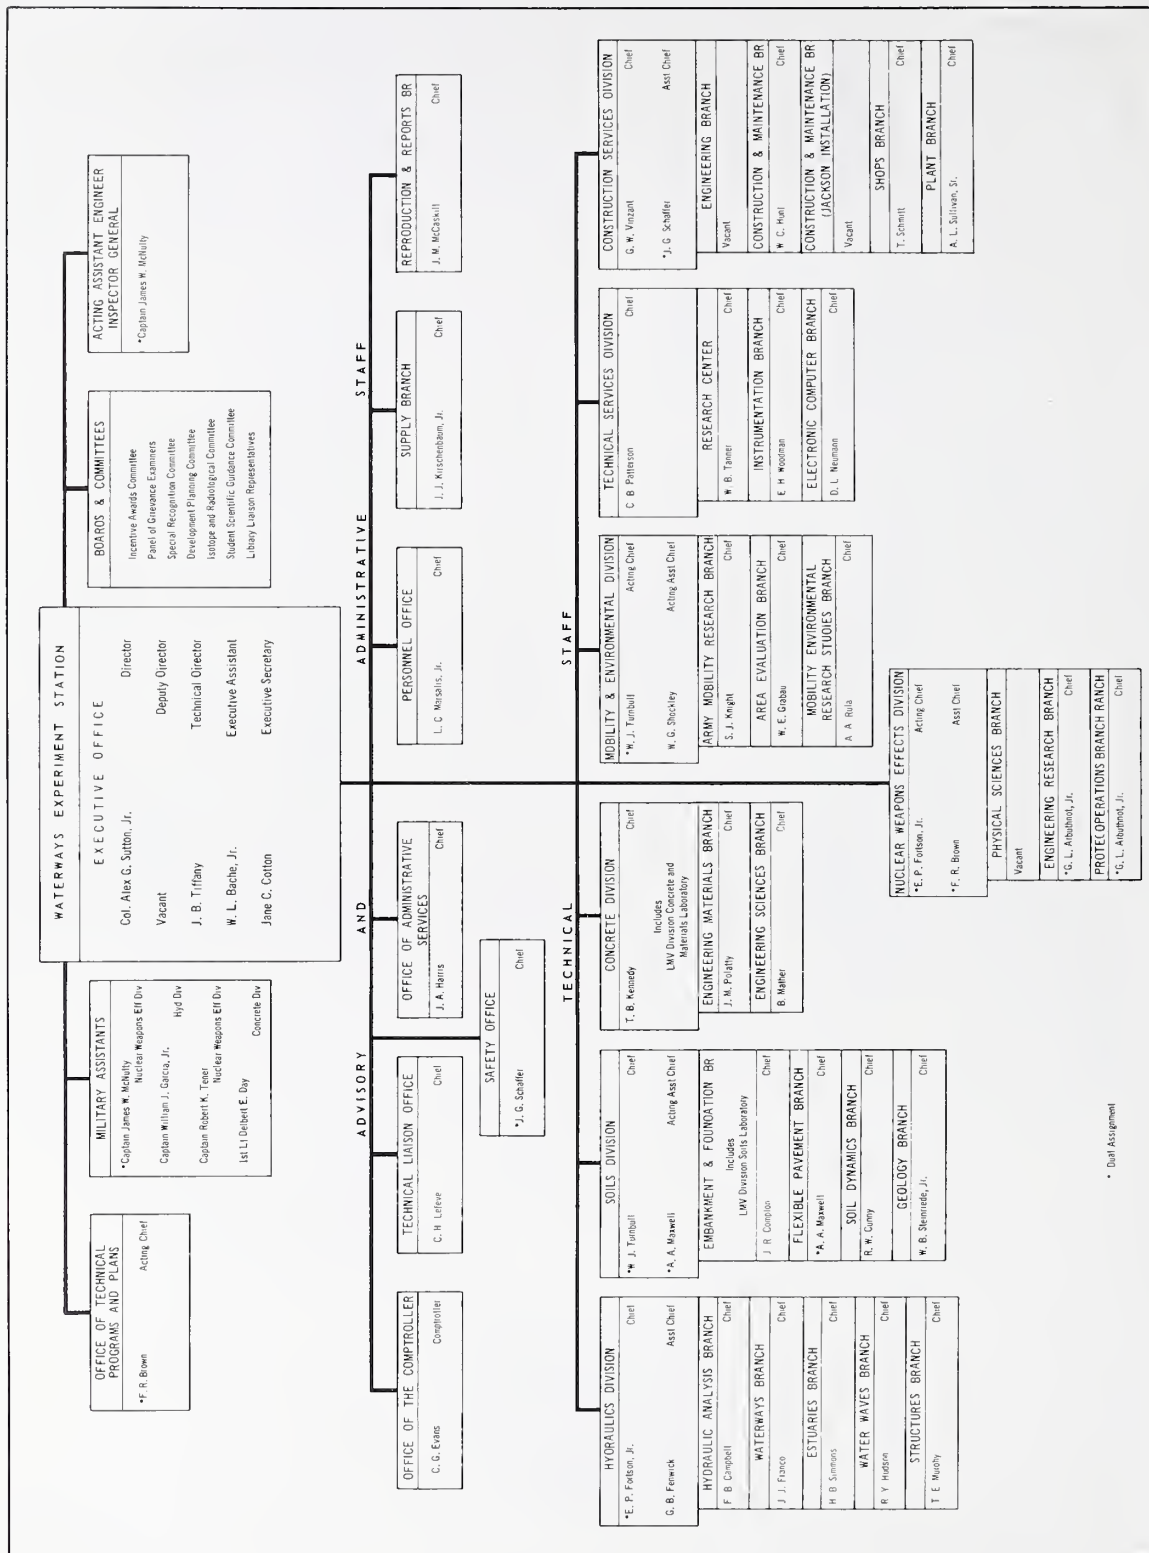 WATERWAYS EXPERIMENT STATION
EXECUTIVE OFFICE
Col. Alex G. Sutton, Jr. Director
Vacant Deputy Director
J. B. Tiffany Technical Director
W. L. Bache, Jr. Executive Assistant
Jane C. Cotton Executive Secretary
OFFICE OF TECHNICAL
PROGRAMS AND PLANS
*F. R. Brown Acting Chief
MILITARY ASSISTANTS
*Captain James W. McNulty
Nuclear Weapons Eff Div
Captain William J. Garcia, Jr.
Hyd Div
Captain Robert K. Tener
Nuclear Weapons Eff Div
1st Lt Delbert E. Day
Concrete Div
BOARDS & COMMITTEES
Incentive Awards Committee
Panel of Grievance Examiners
Special Recognition Committee
Development Planning Committee
Isotope and Radiological Committee
Student Scientific Guidance Committee
Library Liaison Representatives
ACTING ASSISTANT ENGINEER
INSPECTOR GENERAL
*Captain James W. McNulty
ADVISORY AND ADMINISTRATIVE STAFF
OFFICE OF THE COMPTROLLER
C. G. Evans Comptroller
TECHNICAL LIAISON OFFICE
C. H Lefeve Chief
OFFICE OF ADMINISTRATIVE
SERVICES
J. A. Harris Chief
PERSONNEL OFFICE
L. C. Marsalis, Jr. Chief
SUPPLY BRANCH
J. J. Kirschenbaum, Jr. Chief
REPRODUCTION & REPORTS BR
J. M. McCaskill Chief
SAFETY OFFICE
*J. G. Schaffer Chief
TECHNICAL STAFF
HYDRAULICS DIVISION
*E. P. Fortson, Jr. Chief
G. B. Fenwick Asst Chief
HYDRAULIC ANALYSIS BRANCH
F B Campbell Chief
WATERWAYS BRANCH
J J. Franco Chief
ESTUARIES BRANCH
H B Simmons Chief
WATER WAVES BRANCH
R Y Hudson Chief
STRUCTURES BRANCH
T E Murphy Chief
SOILS DIVISION
*W J. Turnbull Chief
*A. A. Maxwell Acting Asst Chief
EMBANKMENT & FOUNDATION BR
Includes
LMV Division Soils Laboratory
J R Compton Chief
FLEXIBLE PAVEMENT BRANCH
*A. A. Maxwell Chief
SOIL DYNAMICS BRANCH
R. W. Cunny Chief
GEOLOGY BRANCH
W. B. Steinriede, Jr. Chief
CONCRETE DIVISION
T. B. Kennedy Chief
Includes
LMV Division Concrete and
Materials Laboratory
ENGINEERING MATERIALS BRANCH
J. M. Polatty Chief
ENGINEERING SCIENCES BRANCH
B. Mather Chief
MOBILITY & ENVIRONMENTAL DIVISION
*W. J. Turnbull Acting Chief
W. G. Shockley Acting Asst Chief
ARMY MOBILITY RESEARCH BRANCH
S. J. Knight Chief
AREA EVALUATION BRANCH
W. E. Grabau Chief
MOBILITY ENVIRONMENTAL
RESEARCH STUDIES BRANCH
A A Rula Chief
TECHNICAL SERVICES DIVISION
C B Patterson Chief
RESEARCH CENTER
W. B. Tanner Chief
INSTRUMENTATION BRANCH
E H Woodman Chief
ELECTRONIC COMPUTER BRANCH
D. L Neumann Chief
CONSTRUCTION SERVICES DIVISION
G. W. Vinzant Chief
*J. G Schaffer Asst Chief
ENGINEERING BRANCH
Vacant Chief
CONSTRUCTION & MAINTENANCE BR
W C. Hunt Chief
CONSTRUCTION & MAINTENANCE BR
(JACKSON INSTALLATION)
Vacant
SHOPS BRANCH
T. Schmitt Chief
PLANT BRANCH
A. L. Sullivan, Sr. Chief
NUCLEAR WEAPONS EFFECTS DIVISION
*E. P. Fortson, Jr. Acting Chief
*F. R. Brown Asst Chief
PHYSICAL SCIENCES BRANCH
Vacant Chief
ENGINEERING RESEARCH BRANCH
*G. L. Arbuthnot, Jr. Chief
PROTECOPERATIONS BRANCH RANCH
*G. L. Arbuthnot, Jr. Chief
* Dual Assignment